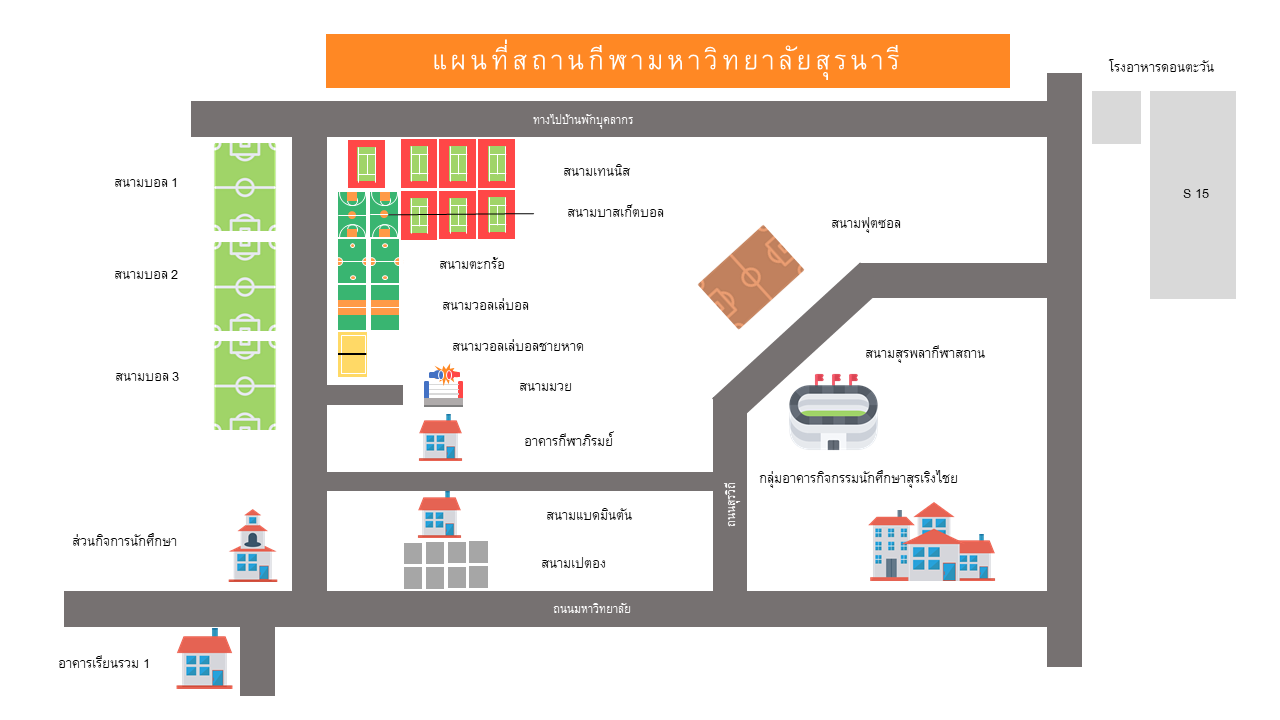 แผนที่สถานกีฬามหาวิทยาลัยสุรนารี
โรงอาหารดอนตะวัน
ทางไปบ้านพักบุคลากร
สนามเทนนิส
สนามบอล 1
S 15
สนามบาสเก็ตบอล
สนามฟุตซอล
สนามตะกร้อ
สนามบอล 2
สนามวอลเล่บอล
สนามวอลเล่บอลชายหาด
สนามสุรพลากีฬาสถาน
สนามบอล 3
สนามมวย
อาคารกีฬาภิรมย์
กลุ่มอาคารกิจกรรมนักศึกษาสุรเริงไชย
ถนนสุรวิถี
สนามแบดมินตัน
ส่วนกิจการนักศึกษา
สนามเปตอง
ถนนมหาวิทยาลัย
อาคารเรียนรวม 1